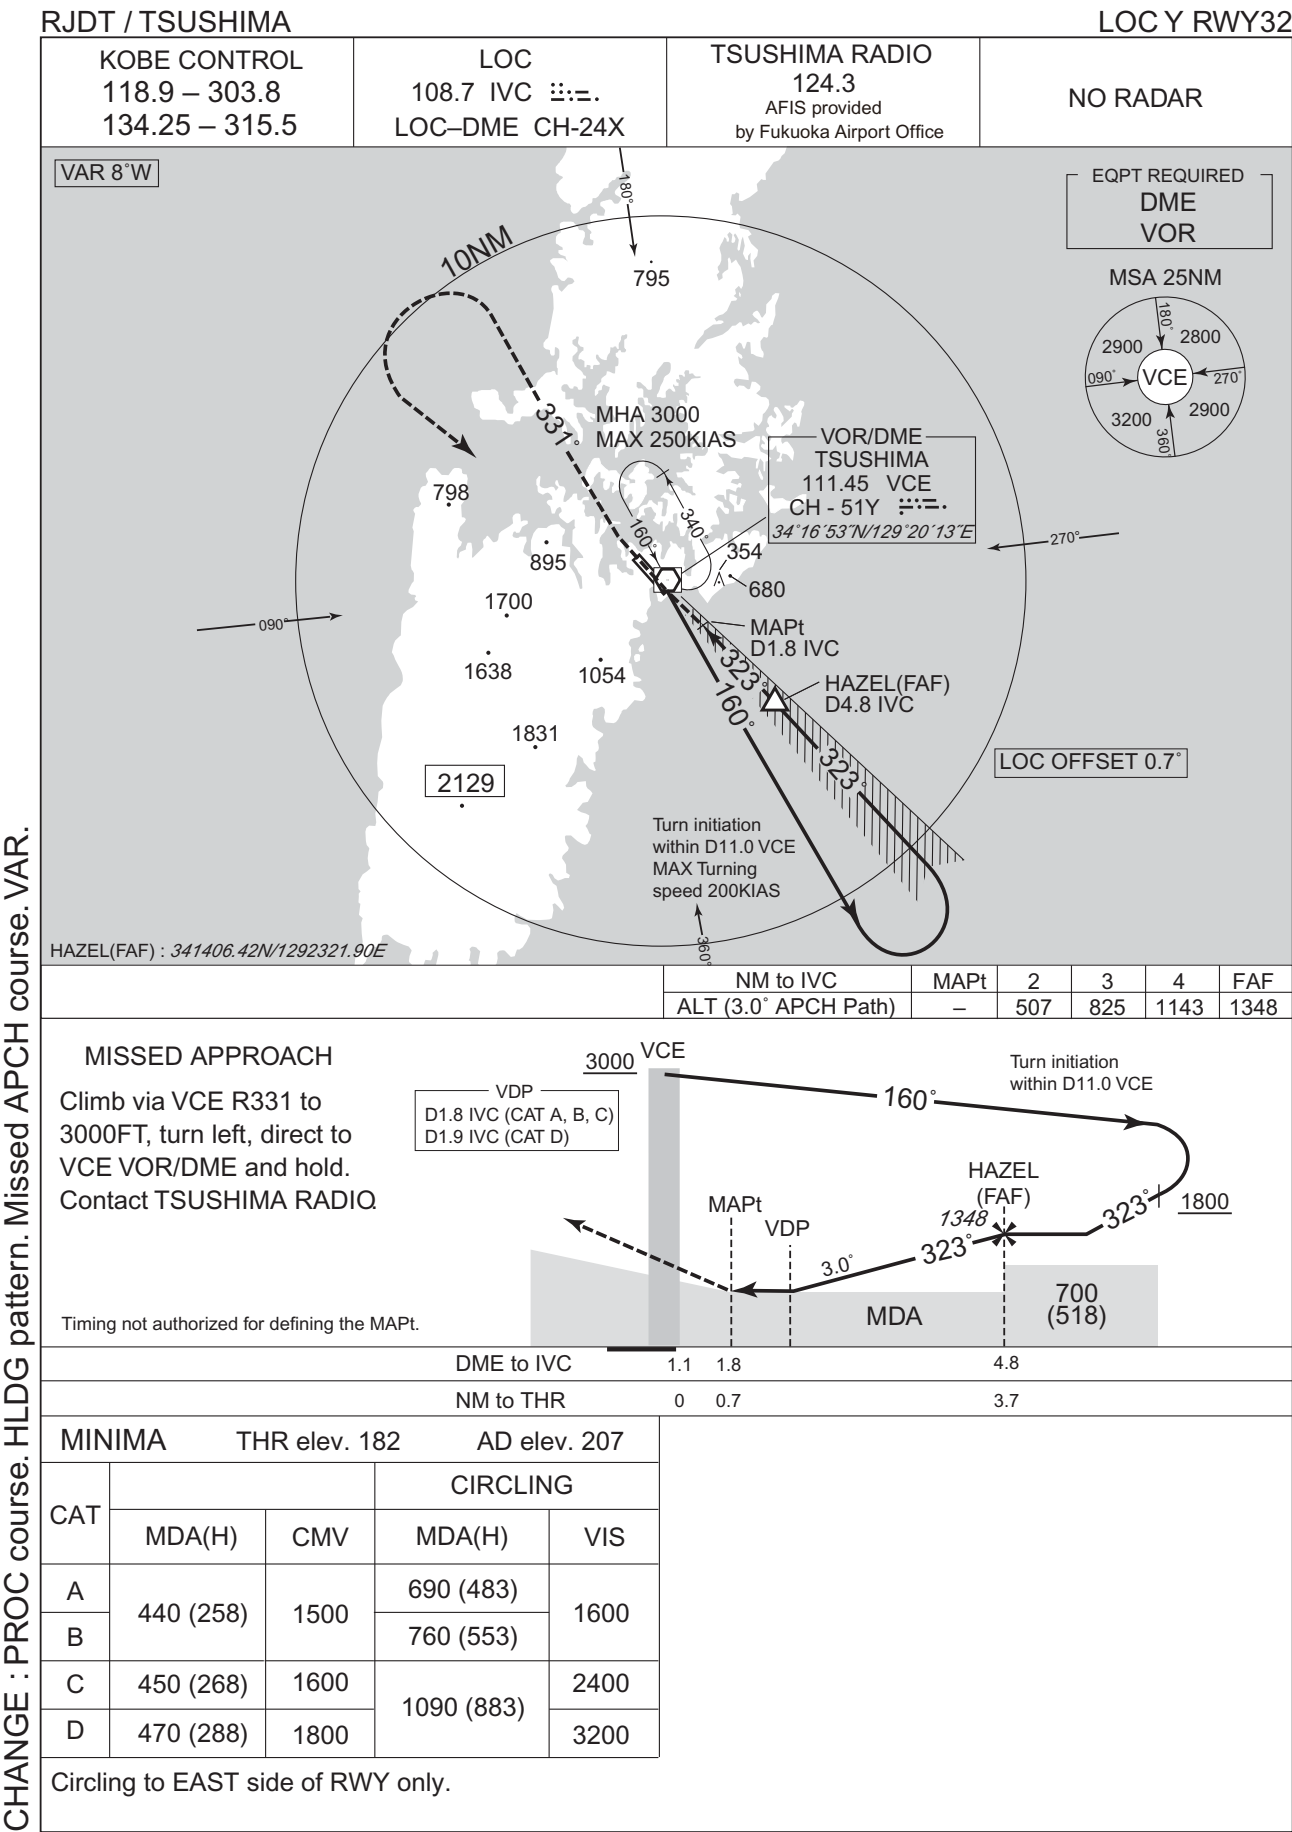 RJDT / TSUSHIMA
LOC Y RWY32
KOBE CONTROL
118.9 – 303.8
134.25 – 315.5
LOC
108.7 IVC
LOC–DME CH-24X
TSUSHIMA RADIO
124.3
AFIS provided
by Fukuoka Airport Office
NO RADAR
VAR 8˚W
EQPT REQUIRED
DME
VOR
MSA 25NM
180˚
2900
2800
090˚
VCE
270˚
3200
2900
360˚
180˚
10NM
795
331˚
MHA 3000
MAX 250KIAS
VOR/DME
TSUSHIMA
111.45 VCE
CH - 51Y
34˚16´53˝N/129˚20´13˝E
160˚
340˚
270˚
798
895
354
680
1700
090˚
MAPt
D1.8 IVC
1638
1054
323˚
160˚
HAZEL(FAF)
D4.8 IVC
1831
323˚
LOC OFFSET 0.7˚
2129
Turn initiation
within D11.0 VCE
MAX Turning
speed 200KIAS
360˚
HAZEL(FAF) : 341406.42N/1292321.90E
NM to IVC MAPt 2 3 4 FAF
ALT (3.0˚ APCH Path) – 507 825 1143 1348
MISSED APPROACH
Climb via VCE R331 to
3000FT, turn left, direct to
VCE VOR/DME and hold.
Contact TSUSHIMA RADIO.
Timing not authorized for defining the MAPt.
VDP
D1.8 IVC (CAT A, B, C)
D1.9 IVC (CAT D)
3000
VCE
160˚
Turn initiation
within D11.0 VCE
HAZEL
(FAF)
1348
323˚
1800
MAPt
VDP
3.0˚
323˚
MDA
700
(518)
DME to IVC 1.1 1.8 4.8
NM to THR 0 0.7 3.7
MINIMA THR elev. 182 AD elev. 207
CAT
CIRCLING
MDA(H) CMV MDA(H) VIS
A 440 (258) 1500 690 (483) 1600
B 760 (553)
C 450 (268) 1600 1090 (883) 2400
D 470 (288) 1800 3200
Circling to EAST side of RWY only.
CHANGE : PROC course. HLDG pattern. Missed APCH course. VAR.